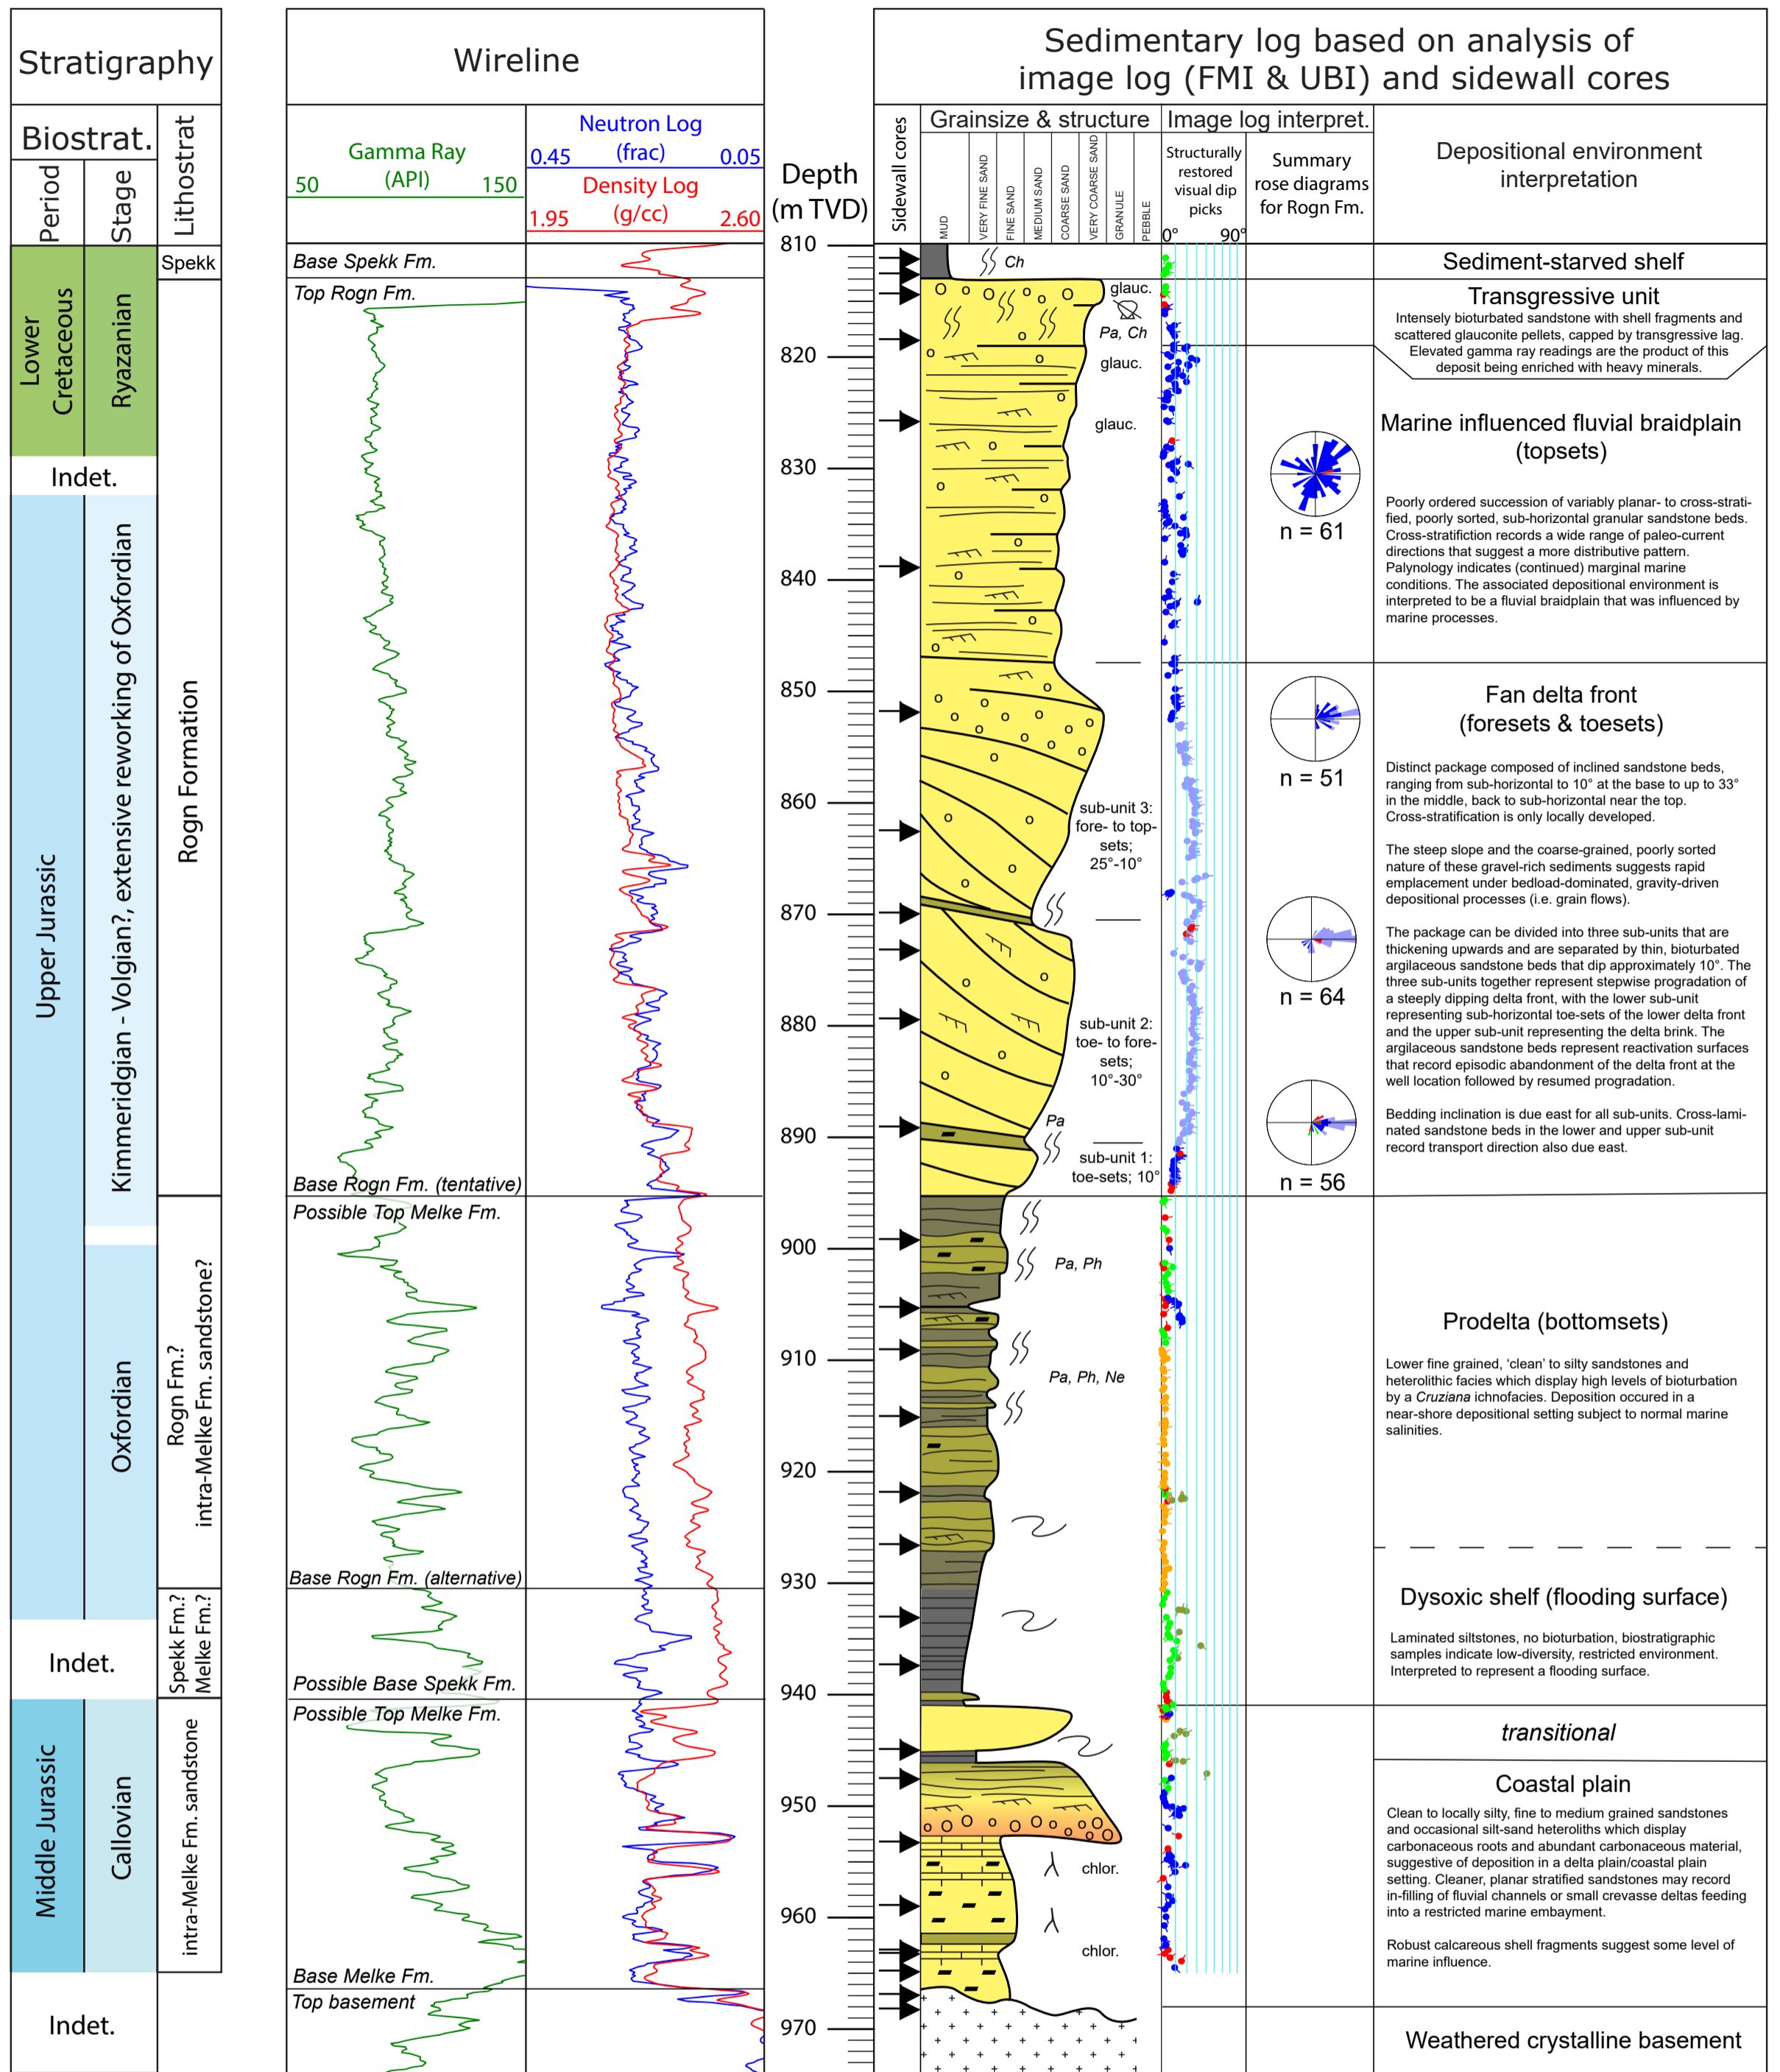 Stratigraphy
Biostrat.
Period
Stage
Lithostrat
Lower
Cretaceous
Ryazanian
Spekk
Indet.
Upper Jurassic
Kimmeridgian - Volgian?, extensive reworking of Oxfordian
Rogn Formation
Oxfordian
Rogn Fm.?
intra-Melke Fm. sandstone?
Indet.
Spekk Fm.?
Melke Fm.?
Middle Jurassic
Callovian
intra-Melke Fm. sandstone
Indet.
Wireline
Gamma Ray
(API)
50 150
Neutron Log
(frac)
0.45 0.05
Density Log
(g/cc)
1.95 2.60
Base Spekk Fm.
Top Rogn Fm.
Base Rogn Fm. (tentative)
Possible Top Melke Fm.
Base Rogn Fm. (alternative)
Possible Base Spekk Fm.
Possible Top Melke Fm.
Base Melke Fm.
Top basement
Depth
(m TVD)
810
820
830
840
850
860
870
880
890
900
910
920
930
940
950
960
970
Sedimentary log based on analysis of
image log (FMI & UBI) and sidewall cores
Sidewall cores
Grainsize & structure
MUD
VERY FINE SAND
FINE SAND
MEDIUM SAND
COARSE SAND
VERY COARSE SAND
GRANULE
PEBBLE
Image log interpret.
Structurally
restored
visual dip
picks
0° 90°
Summary
rose diagrams
for Rogn Fm.
Depositional environment
interpretation
Ch
glauc.
Pa, Ch
glauc.
glauc.
sub-unit 3:
fore- to top-
sets;
25°-10°
sub-unit 2:
toe- to fore-
sets;
10°-30°
Pa
sub-unit 1:
toe-sets; 10°
Pa, Ph
Pa, Ph, Ne
chlor.
chlor.
n = 61
n = 51
n = 64
n = 56
Sediment-starved shelf
Transgressive unit
Intensely bioturbated sandstone with shell fragments and
scattered glauconite pellets, capped by transgressive lag.
Elevated gamma ray readings are the product of this
deposit being enriched with heavy minerals.
Marine influenced fluvial braidplain
(topsets)
Poorly ordered succession of variably planar- to cross-strati-
fied, poorly sorted, sub-horizontal granular sandstone beds.
Cross-stratifiction records a wide range of paleo-current
directions that suggest a more distributive pattern.
Palynology indicates (continued) marginal marine
conditions. The associated depositional environment is
interpreted to be a fluvial braidplain that was influenced by
marine processes.
Fan delta front
(foresets & toesets)
Distinct package composed of inclined sandstone beds,
ranging from sub-horizontal to 10° at the base to up to 33°
in the middle, back to sub-horizontal near the top.
Cross-stratification is only locally developed.
The steep slope and the coarse-grained, poorly sorted
nature of these gravel-rich sediments suggests rapid
emplacement under bedload-dominated, gravity-driven
depositional processes (i.e. grain flows).
The package can be divided into three sub-units that are
thickening upwards and are separated by thin, bioturbated
argilaceous sandstone beds that dip approximately 10°. The
three sub-units together represent stepwise progradation of
a steeply dipping delta front, with the lower sub-unit
representing sub-horizontal toe-sets of the lower delta front
and the upper sub-unit representing the delta brink. The
argilaceous sandstone beds represent reactivation surfaces
that record episodic abandonment of the delta front at the
well location followed by resumed progradation.
Bedding inclination is due east for all sub-units. Cross-lami-
nated sandstone beds in the lower and upper sub-unit
record transport direction also due east.
Prodelta (bottomsets)
Lower fine grained, ‘clean’ to silty sandstones and
heterolithic facies which display high levels of bioturbation
by a Cruziana ichnofacies. Deposition occured in a
near-shore depositional setting subject to normal marine
salinities.
Dysoxic shelf (flooding surface)
Laminated siltstones, no bioturbation, biostratigraphic
samples indicate low-diversity, restricted environment.
Interpreted to represent a flooding surface.
transitional
Coastal plain
Clean to locally silty, fine to medium grained sandstones
and occasional silt-sand heteroliths which display
carbonaceous roots and abundant carbonaceous material,
suggestive of deposition in a delta plain/coastal plain
setting. Cleaner, planar stratified sandstones may record
in-filling of fluvial channels or small crevasse deltas feeding
into a restricted marine embayment.
Robust calcareous shell fragments suggest some level of
marine influence.
Weathered crystalline basement